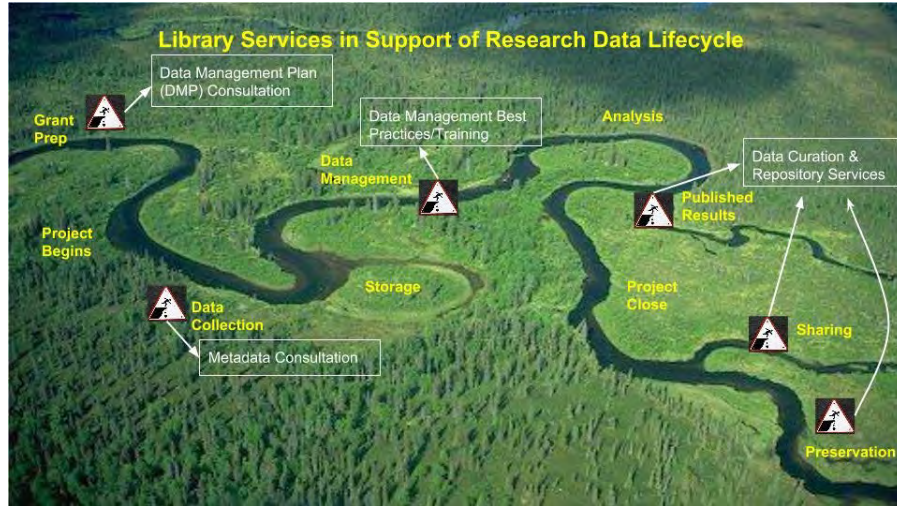 Library Services in Support of Research Data Lifecycle
Data Management Plan
(DMP) Consultation
Grant
Prep
Data Management Best
Practices/Training
Analysis
Data Curation &
Repository Services
Data
Management
Published
Results
Project
Begins
Storage
Project
Close
Data
Collection
Sharing
Metadata Consultation
Preservation